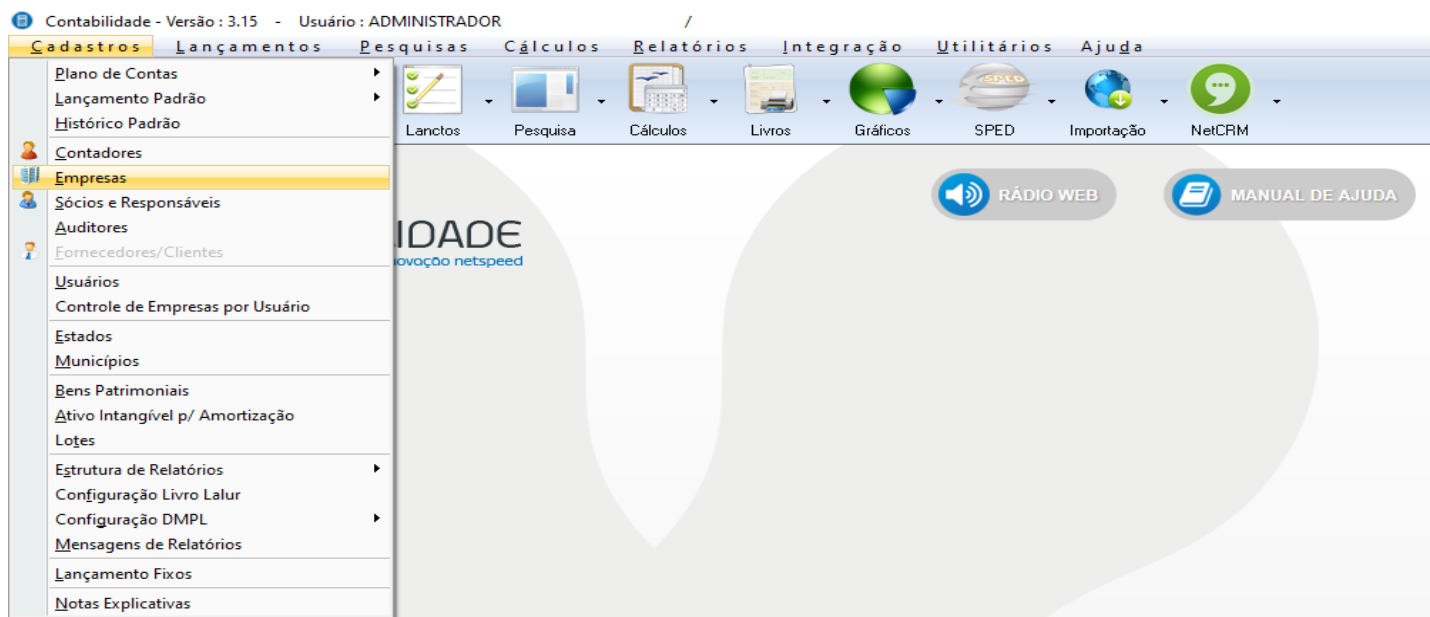 Contabilidade - Versão : 3.15 - Usuário : ADMINISTRADOR /
Cadastros Lançamentos Pesquisas Cálculos Relatórios Integração Utilitários Ajuda
Plano de Contas
Lançamento Padrão
Histórico Padrão
Contadores
Empresas
Sócios e Responsáveis
Auditores
Fornecedores/Clientes
Usuários
Controle de Empresas por Usuário
Estados
Municípios
Bens Patrimoniais
Ativo Intangível p/ Amortização
Lotes
Estrutura de Relatórios
Configuração Livro Lalur
Configuração DMPL
Mensagens de Relatórios
Lançamento Fixos
Notas Explicativas
SPED
Lanctos Pesquisa Cálculos Livros Gráficos SPED Importação NetCRM
RÁDIO WEB MANUAL DE AJUDA
IDADE
ovação netspeed